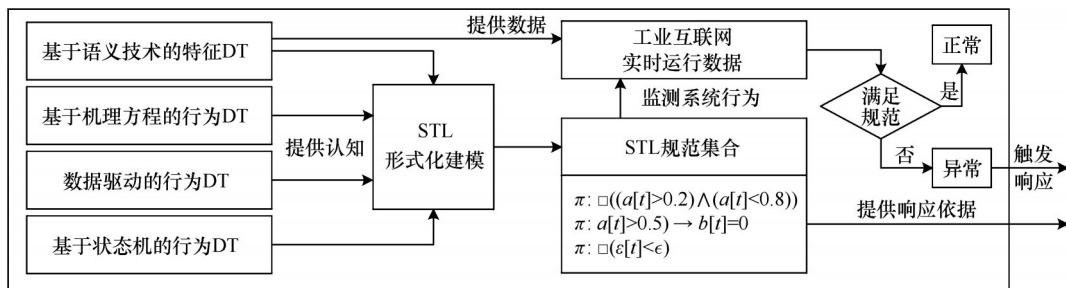 基于语义技术的特征DT
基于机理方程的行为DT
数据驱动的行为DT
基于状态机的行为DT
提供数据
提供认知
STL
形式化建模
工业互联网
实时运行数据
监测系统行为
STL规范集合
π: □((a[t]>0.2)∧(a[t]<0.8))
π: a[t]>0.5) → b[t]=0
π: □(ε[t]<ϵ)
满足
规范
是
正常
否
异常
触发
响应
提供响应依据